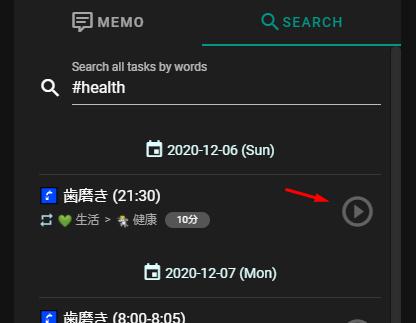 MEMO
SEARCH
Search all tasks by words
#health
2020-12-06 (Sun)
歯磨き (21:30)
生活 > 健康 10分
2020-12-07 (Mon)
歯磨き (8:00-8:05)